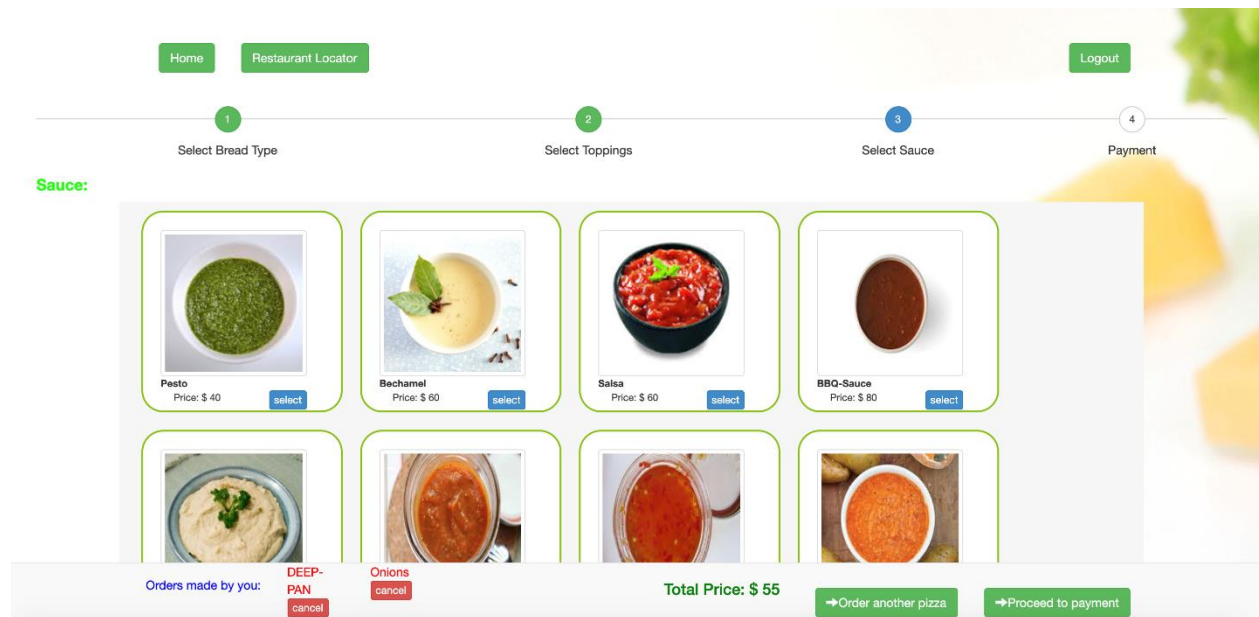 Home
Restaurant Locator
Logout
1
2
3
4
Select Bread Type
Select Toppings
Select Sauce
Payment
Sauce:
Pesto
Price: $ 40
select
Bechamel
Price: $ 60
select
Salsa
Price: $ 60
select
BBQ-Sauce
Price: $ 80
select
Orders made by you:
DEEP-
PAN
cancel
Onions
cancel
Total Price: $ 55
➔Order another pizza
➔Proceed to payment